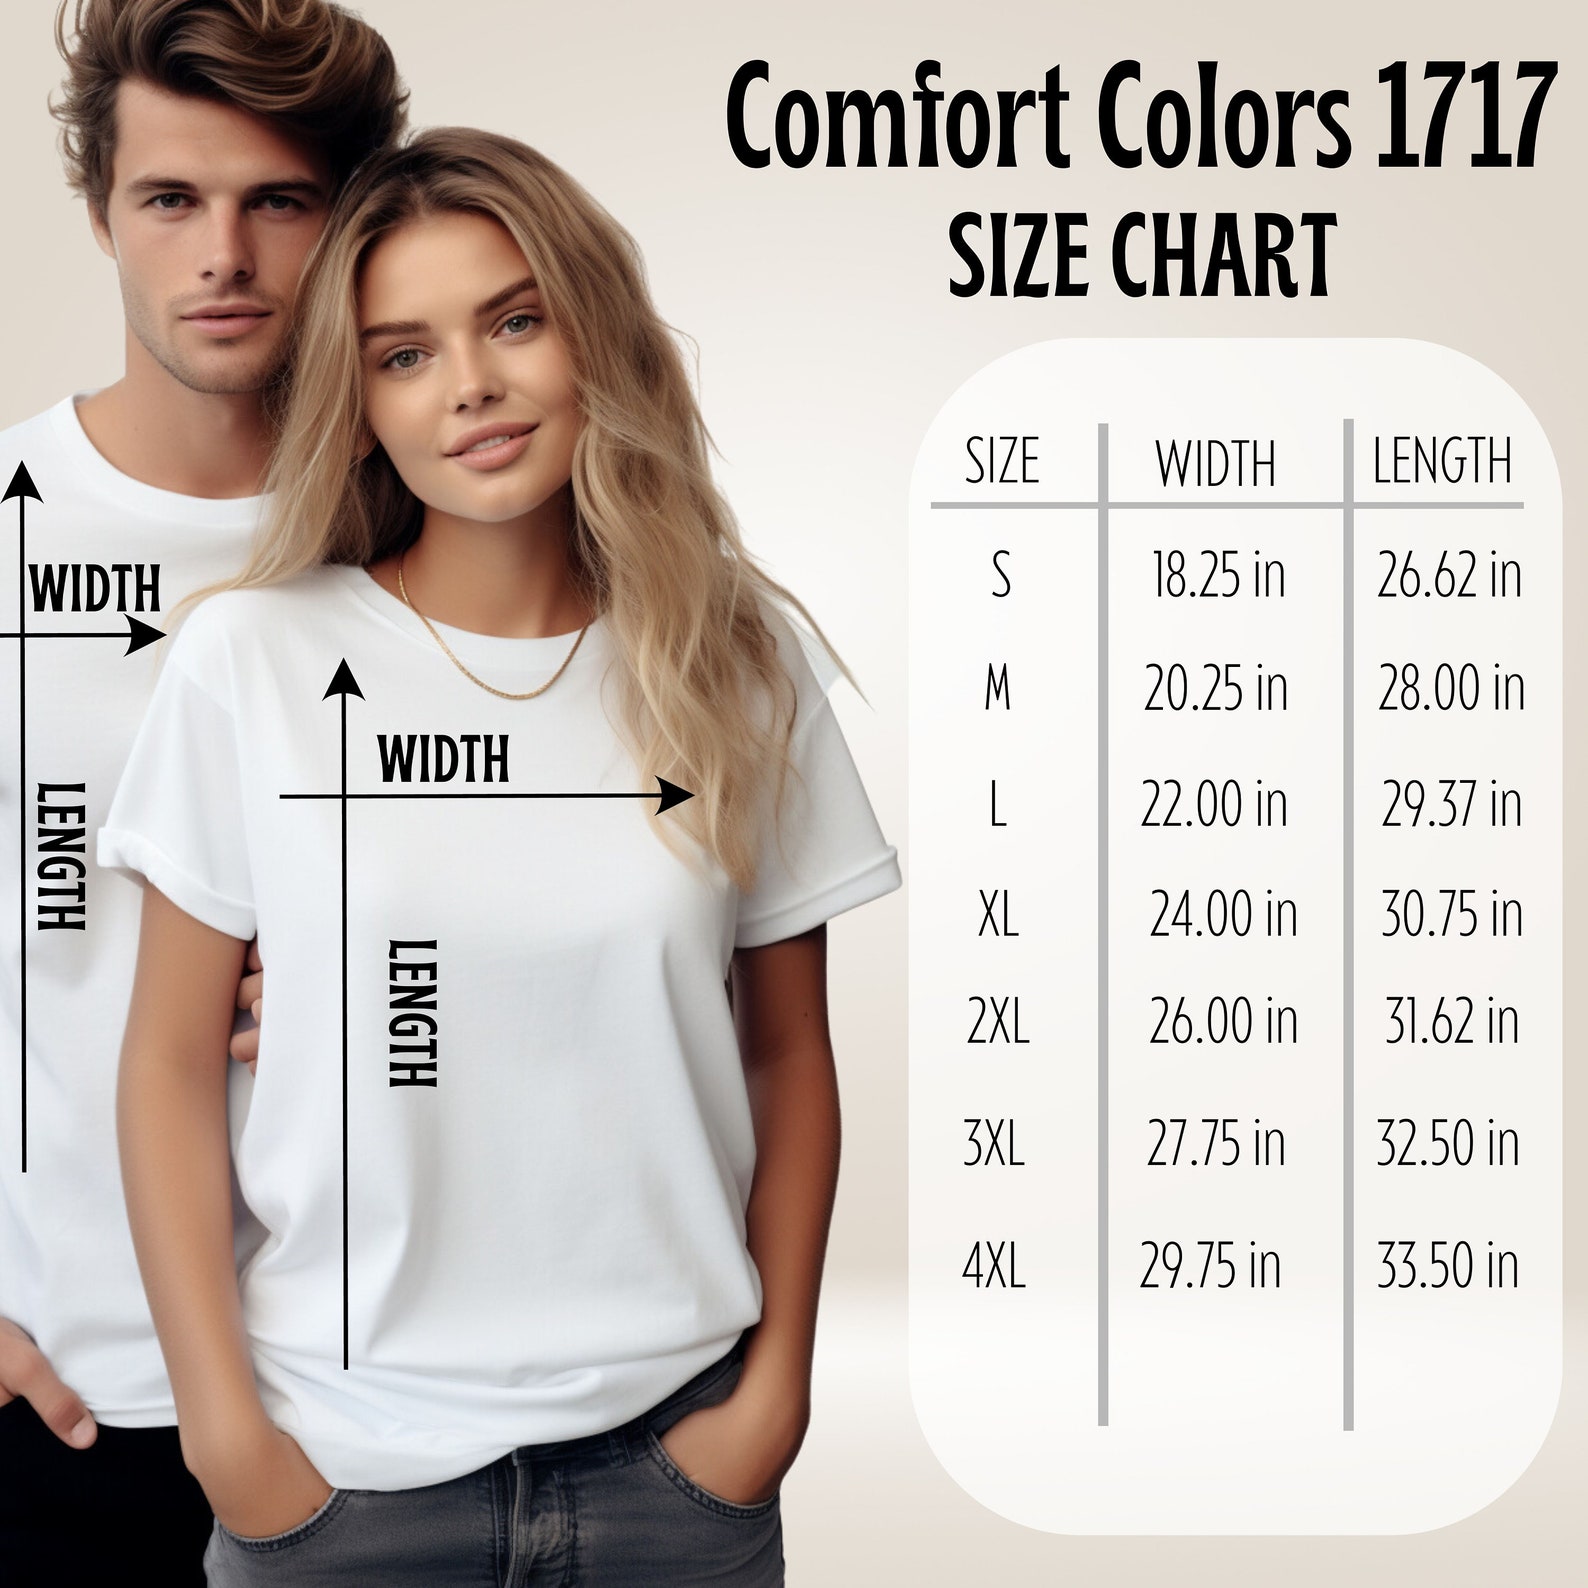 Comfort Colors 1717
SIZE CHART
SIZE WIDTH LENGTH
S 18.25 in 26.62 in
M 20.25 in 28.00 in
L 22.00 in 29.37 in
XL 24.00 in 30.75 in
2XL 26.00 in 31.62 in
3XL 27.75 in 32.50 in
4XL 29.75 in 33.50 in
WIDTH
LENGTH
WIDTH
LENGTH